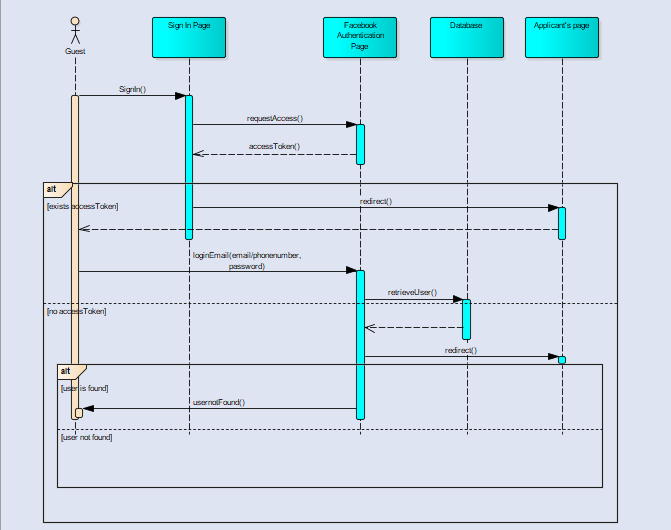 Guest
Sign In Page
Facebook
Authentication
Page
Database
Applicant's page
SignIn()
requestAccess()
accessToken()
alt
[exists accessToken]
redirect()
loginEmail(email/phonenumber,
password)
retrieveUser()
[no accessToken]
redirect()
alt
[user is found]
usernotFound()
[user not found]